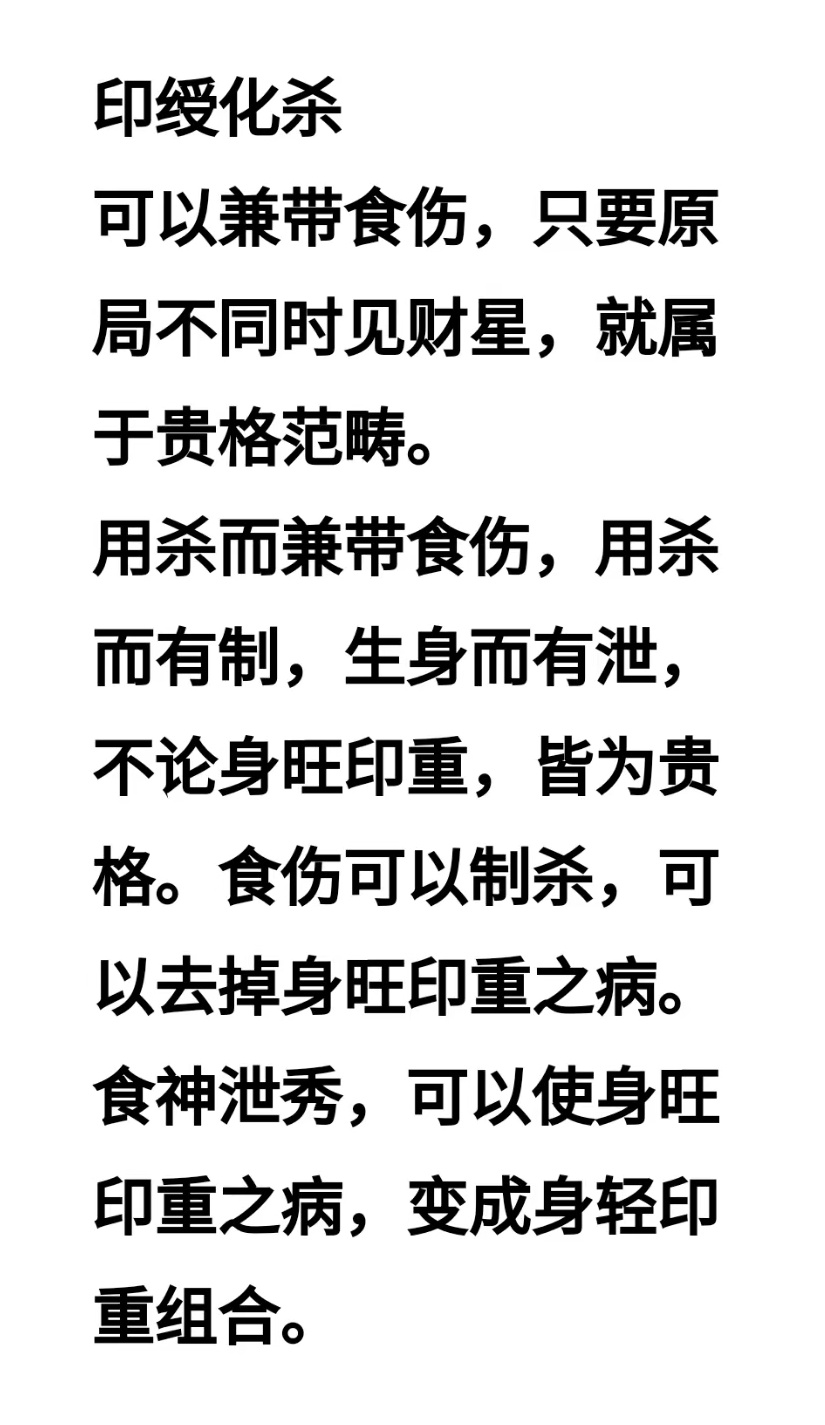 印绶化杀
可以兼带食伤，只要原
局不同时见财星，就属
于贵格范畴。
用杀而兼带食伤，用杀
而有制，生身而有泄，
不论身旺印重，皆为贵
格。食伤可以制杀，可
以去掉身旺印重之病。
食神泄秀，可以使身旺
印重之病，变成身轻印
重组合。